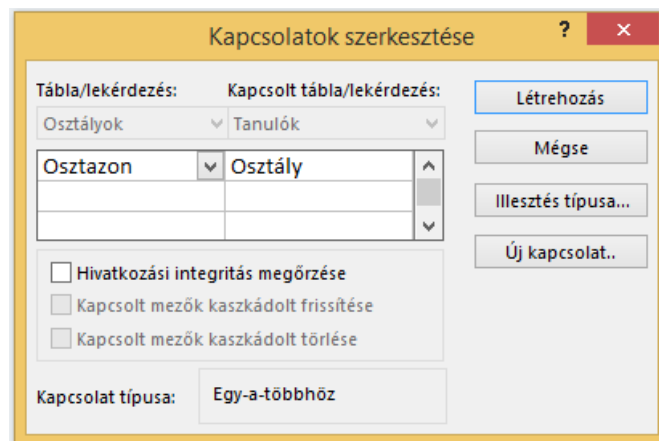 Kapcsolatok szerkesztése ? ×
Tábla/lekérdezés: Kapcsolt tábla/lekérdezés:
Osztályok Tanulók
Osztazon Osztály
Létrehozás
Mégse
Illesztés típusa...
Új kapcsolat..
Hivatkozási integritás megőrzése
Kapcsolt mezők kaszkádolt frissítése
Kapcsolt mezők kaszkádolt törlése
Kapcsolat típusa: Egy-a-többhöz